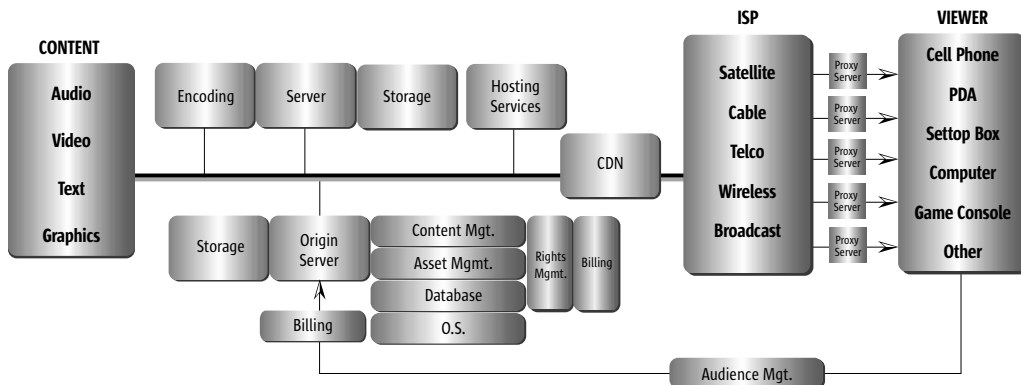 CONTENT
Audio
Video
Text
Graphics
Encoding
Server
Storage
Hosting
Services
CDN
Storage
Origin
Server
Content Mgt.
Asset Mgmt.
Database
O.S.
Rights
Mgmt.
Billing
Billing
Audience Mgt.
ISP
Satellite
Cable
Telco
Wireless
Broadcast
Proxy
Server
Proxy
Server
Proxy
Server
Proxy
Server
Proxy
Server
VIEWER
Cell Phone
PDA
Settop Box
Computer
Game Console
Other